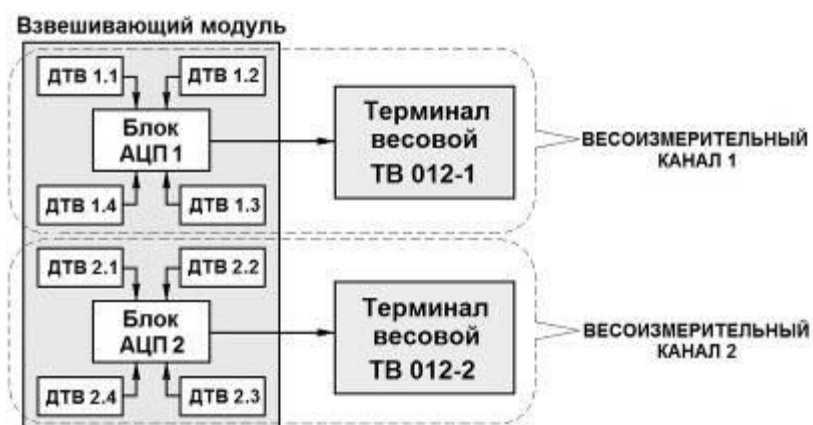 Взвешивающий модуль
ДТВ 1.1
ДТВ 1.2
Блок
АЦП 1
ДТВ 1.4
ДТВ 1.3
Терминал
весовой
ТВ 012-1
ВЕСОИЗМЕРИТЕЛЬНЫЙ
КАНАЛ 1
ДТВ 2.1
ДТВ 2.2
Блок
АЦП 2
ДТВ 2.4
ДТВ 2.3
Терминал
весовой
ТВ 012-2
ВЕСОИЗМЕРИТЕЛЬНЫЙ
КАНАЛ 2